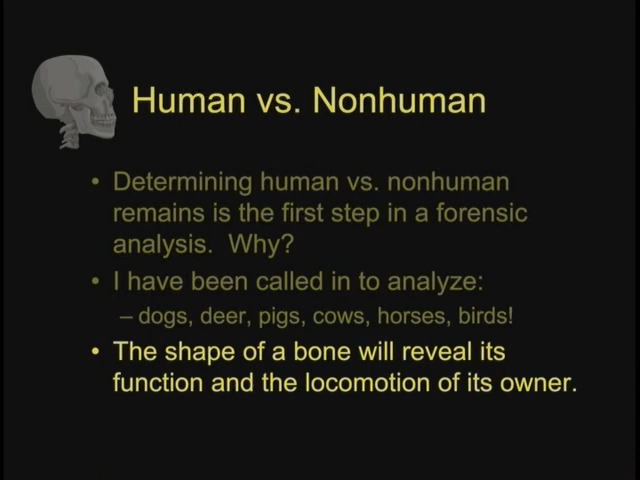 Human vs. Nonhuman
• Determining human vs. nonhuman
remains is the first step in a forensic
analysis.  Why?
• I have been called in to analyze:
– dogs, deer, pigs, cows, horses, birds!
• The shape of a bone will reveal its
function and the locomotion of its owner.